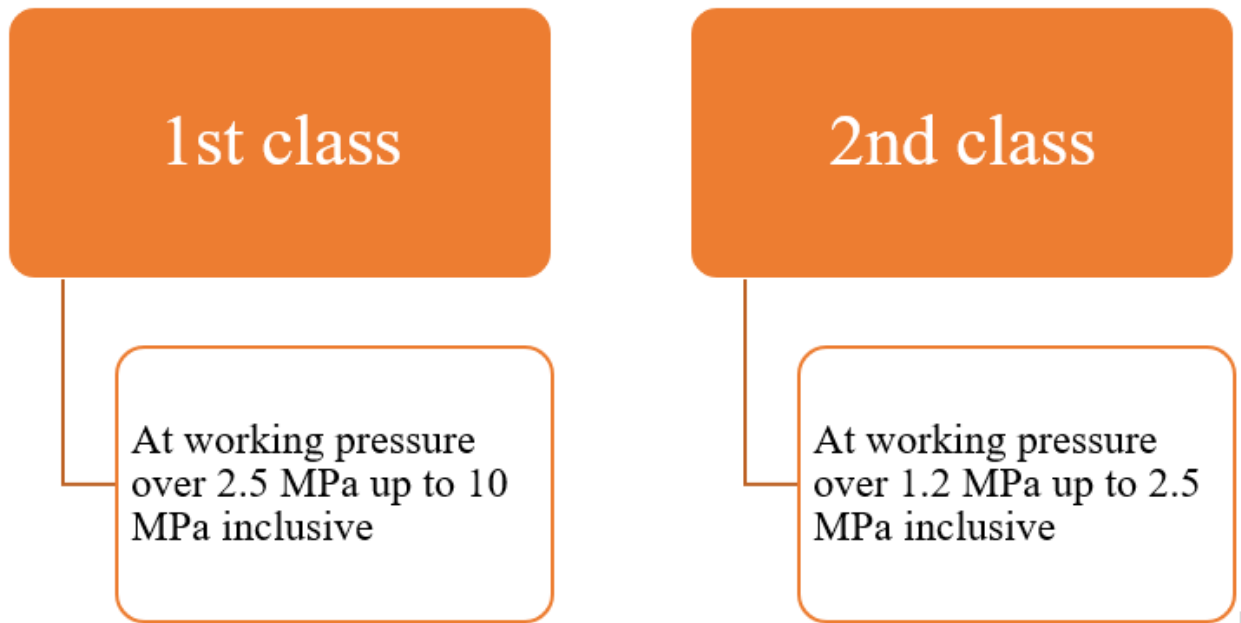 1st class
At working pressure
over 2.5 MPa up to 10
MPa inclusive
2nd class
At working pressure
over 1.2 MPa up to 2.5
MPa inclusive